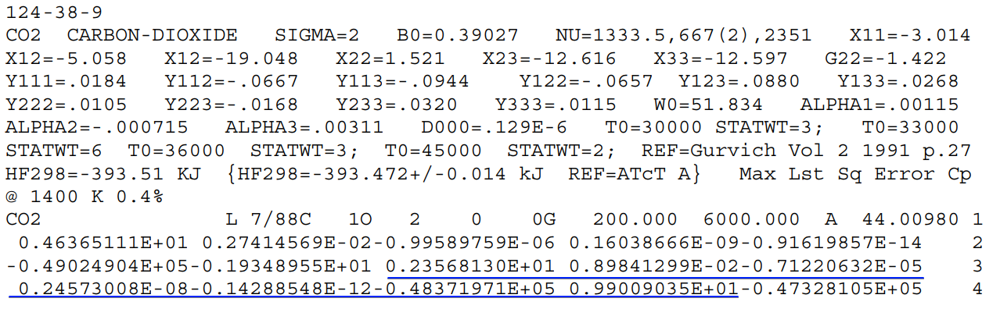 124-38-9
CO2  CARBON-DIOXIDE   SIGMA=2   B0=0.39027   NU=1333.5,667(2),2351   X11=-3.014
X12=-5.058   X12=-19.048   X22=1.521   X23=-12.616   X33=-12.597   G22=-1.422
Y111=.0184   Y112=-.0667   Y113=-.0944    Y122=-.0657  Y123=.0880   Y133=.0268
Y222=.0105   Y223=-.0168   Y233=.0320   Y333=.0115   W0=51.834   ALPHA1=.00115
ALPHA2=-.000715   ALPHA3=.00311   D000=.129E-6   T0=30000 STATWT=3;   T0=33000
STATWT=6  T0=36000   STATWT=3;  T0=45000  STATWT=2;  REF=Gurvich Vol 2 1991 p.27
HF298=-393.51 KJ  {HF298=-393.472+/-0.014 kJ  REF=ATcT A}   Max Lst Sq Error Cp
@ 1400 K 0.4%
CO2               L 7/88C   1O   2    0    0G   200.000  6000.000  A  44.00980 1
 0.46365111E+01 0.27414569E-02-0.99589759E-06 0.16038666E-09-0.91619857E-14    2
-0.49024904E+05-0.19348955E+01 0.23568130E+01 0.89841299E-02-0.71220632E-05    3
 0.24573008E-08-0.14288548E-12-0.48371971E+05 0.99009035E+01-0.47328105E+05    4